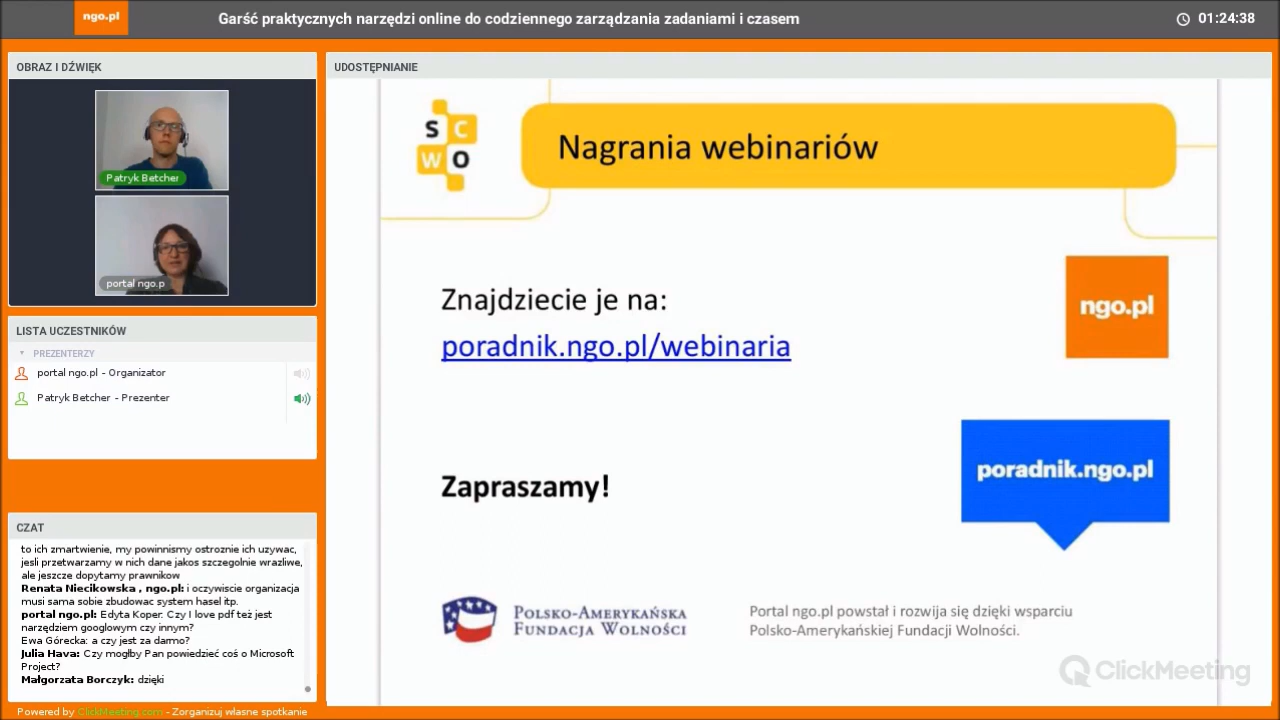 ngo.pl
Garść praktycznych narzędzi online do codziennego zarządzania zadaniami i czasem
01:24:38
OBRAZ I DŹWIĘK
Patryk Betcher
portal ngo.p
LISTA UCZESTNIKÓW
PREZENTERZY
portal ngo.pl - Organizator
Patryk Betcher - Prezenter
CZAT
to ich zmartwienie, my powinnismy ostroznie ich uzywac,
jesli przetwarzamy w nich dane jakos szczegolnie wrazliwe,
ale jeszcze dopytamy prawnikow
Renata Niecikowska , ngo.pl: i oczywiscie organizacja
musi sama sobie zbudowac system hasel itp.
portal ngo.pl: Edyta Koper. Czy I love pdf też jest
narzędziem googlowym czy innym?
Ewa Górecka: a czy jest za darmo?
Julia Hava: Czy mogłby Pan powiedzieć coś o Microsoft
Project?
Małgorzata Borczyk: dzięki
Powered by ClickMeeting.com - Zorganizuj własne spotkanie
UDOSTĘPNIANIE
S C
W O
Nagrania webinariów
Znajdziecie je na:
poradnik.ngo.pl/webinaria
ngo.pl
poradnik.ngo.pl
Zapraszamy!
POLSKO-AMERYKAŃSKA
FUNDACJA WOLNOŚCI
Portal ngo.pl powstał i rozwija się dzięki wsparciu
Polsko-Amerykańskiej Fundacji Wolności.
ClickMeeting